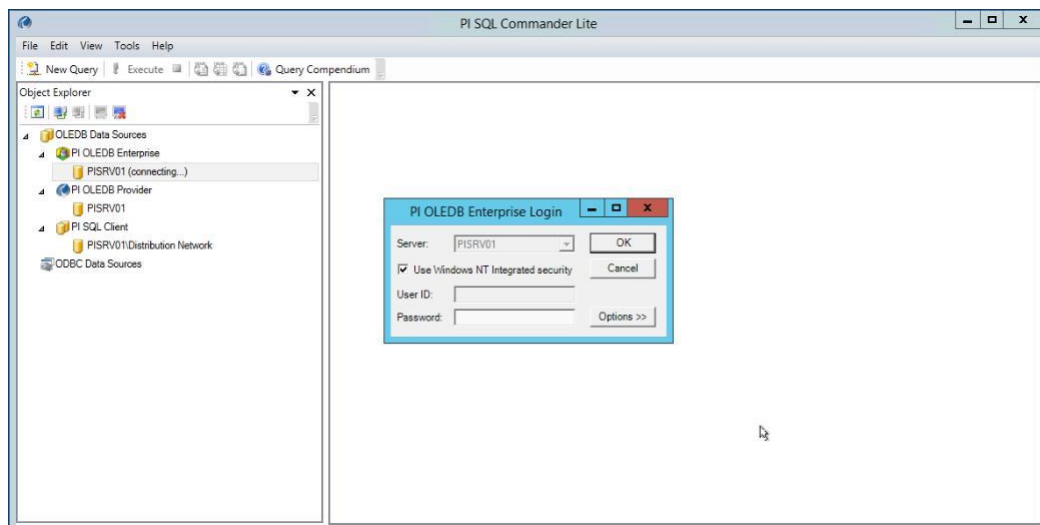 PI SQL Commander Lite
File Edit View Tools Help
New Query Execute Query Compendium
Object Explorer
OLEDB Data Sources
PI OLEDB Enterprise
PISRV01 (connecting...)
PI OLEDB Provider
PISRV01
PI SQL Client
PISRV01\Distribution Network
ODBC Data Sources
PI OLEDB Enterprise Login
Server: PISRV01 OK
Use Windows NT Integrated security Cancel
User ID:
Password: Options >>